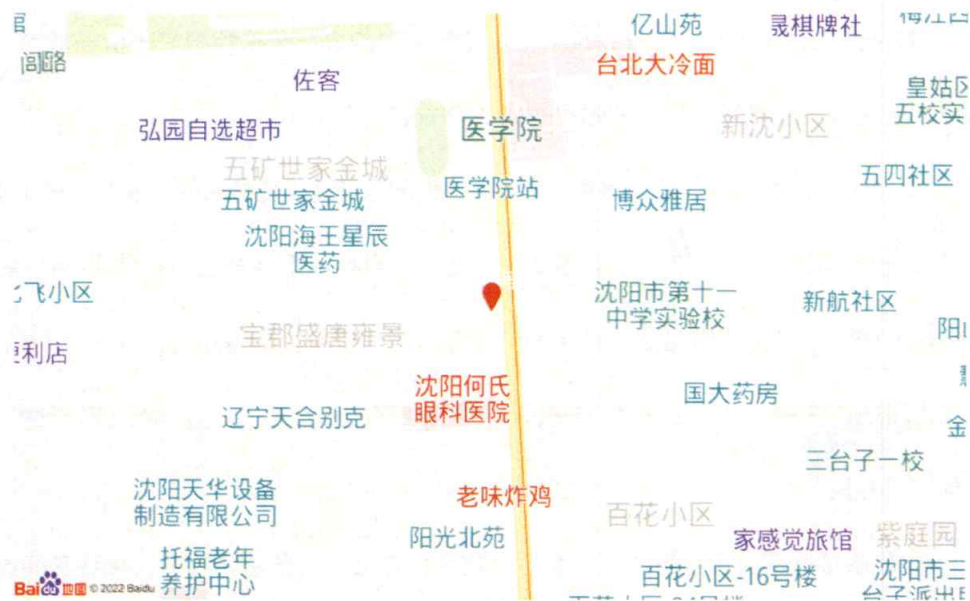 亿山苑
晟棋牌社
台北大冷面
佐客
皇姑区
五校实
弘园自选超市
医学院
新沈小区
五矿世家金城
五矿世家金城
医学院站
五四社区
博众雅居
沈阳海王星辰
医药
飞小区
沈阳市第十一
中学实验校
新航社区
宝郡盛唐雍景
阳
利店
沈阳何氏
眼科医院
国大药房
辽宁天合别克
金
三台子一校
沈阳天华设备
制造有限公司
老味炸鸡
百花小区
阳光北苑
家感觉旅馆
紫庭园
托福老年
养护中心
百花小区-16号楼
沈阳市三
台子派出
Bai du 地图 © 2022 Baidu